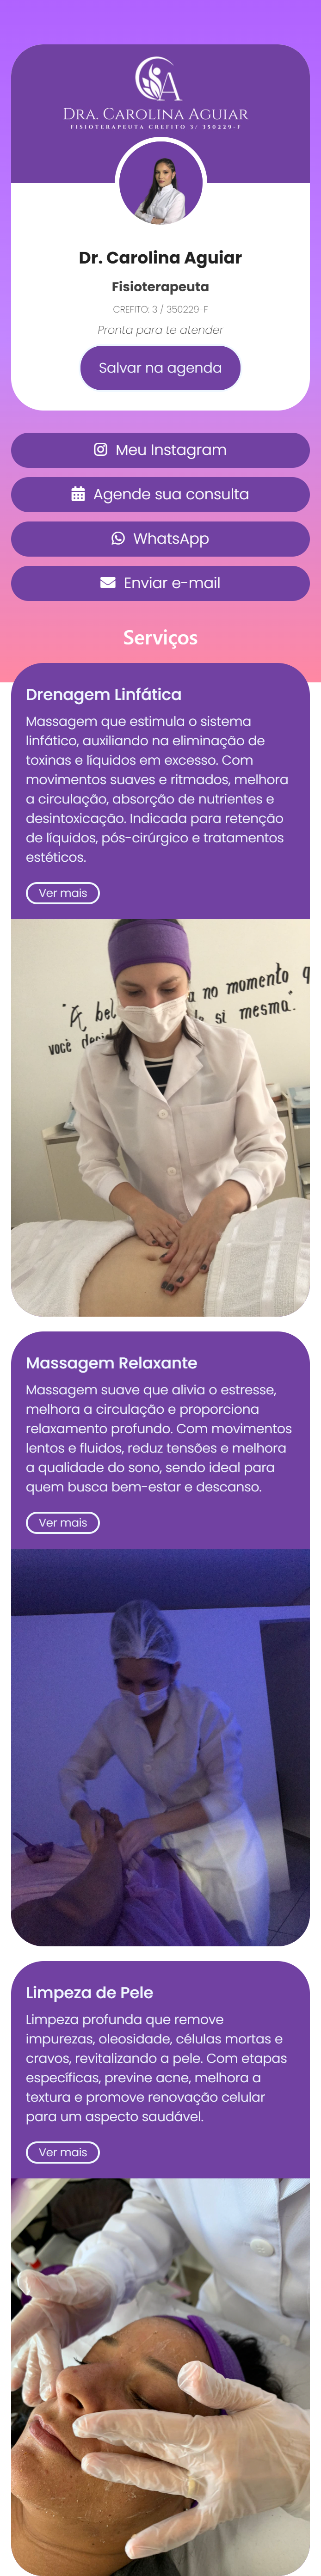 DRA. CAROLINA AGUIAR
FISIOTERAPEUTA CREFITO 3/ 350229-F
Dr. Carolina Aguiar
Fisioterapeuta
CREFITO: 3 / 350229-F
Pronta para te atender
Salvar na agenda
Meu Instagram
Agende sua consulta
WhatsApp
Enviar e-mail
Serviços
Drenagem Linfática
Massagem que estimula o sistema
linfático, auxiliando na eliminação de
toxinas e líquidos em excesso. Com
movimentos suaves e ritmados, melhora
a circulação, absorção de nutrientes e
desintoxicação. Indicada para retenção
de líquidos, pós-cirúrgico e tratamentos
estéticos.
Ver mais
"A bel a no momento q
você si mesma."
Massagem Relaxante
Massagem suave que alivia o estresse,
melhora a circulação e proporciona
relaxamento profundo. Com movimentos
lentos e fluidos, reduz tensões e melhora
a qualidade do sono, sendo ideal para
quem busca bem-estar e descanso.
Ver mais
Limpeza de Pele
Limpeza profunda que remove
impurezas, oleosidade, células mortas e
cravos, revitalizando a pele. Com etapas
específicas, previne acne, melhora a
textura e promove renovação celular
para um aspecto saudável.
Ver mais